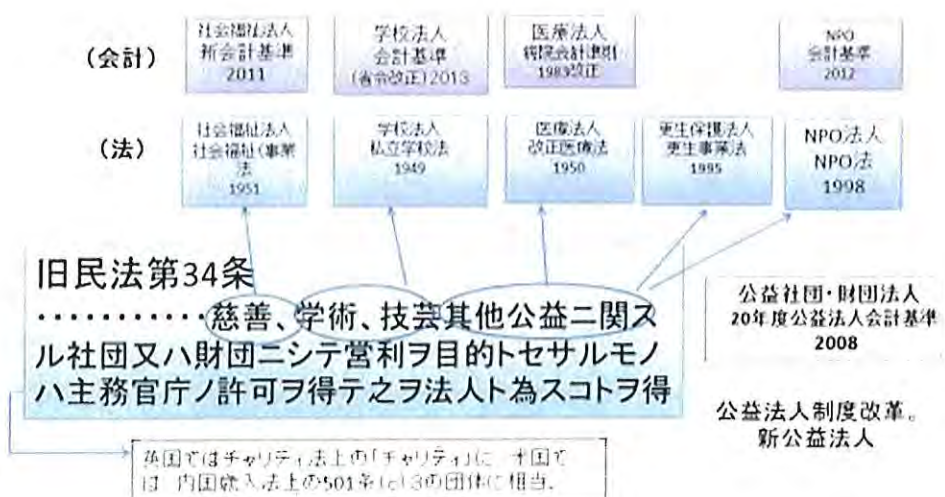 (会計)
社会福祉法人
新会計基準
2011
学校法人
会計基準
(省令改正)2013
医療法人
病院会計準則
1983改正
NPO
会計基準
2012
(法)
社会福祉法人
社会福祉(事業
法
1951
学校法人
私立学校法
1949
医療法人
改正医療法
1950
更生保護法人
更生事業法
1995
NPO法人
NPO法
1998
旧民法第34条
・・・・・・・・・・・慈善、学術、技芸其他公益ニ関ス
ル社団又ハ財団ニシテ営利ヲ目的トセサルモノ
ハ主務官庁ノ許可ヲ得テ之ヲ法人ト為スコトヲ得
公益社団・財団法人
20年度公益法人会計基準
2008
公益法人制度改革。
新公益法人
英国ではチャリティ法上の「チャリティ」に 米国で
は 内国歳入法上の501条(c)3の団体に相当。